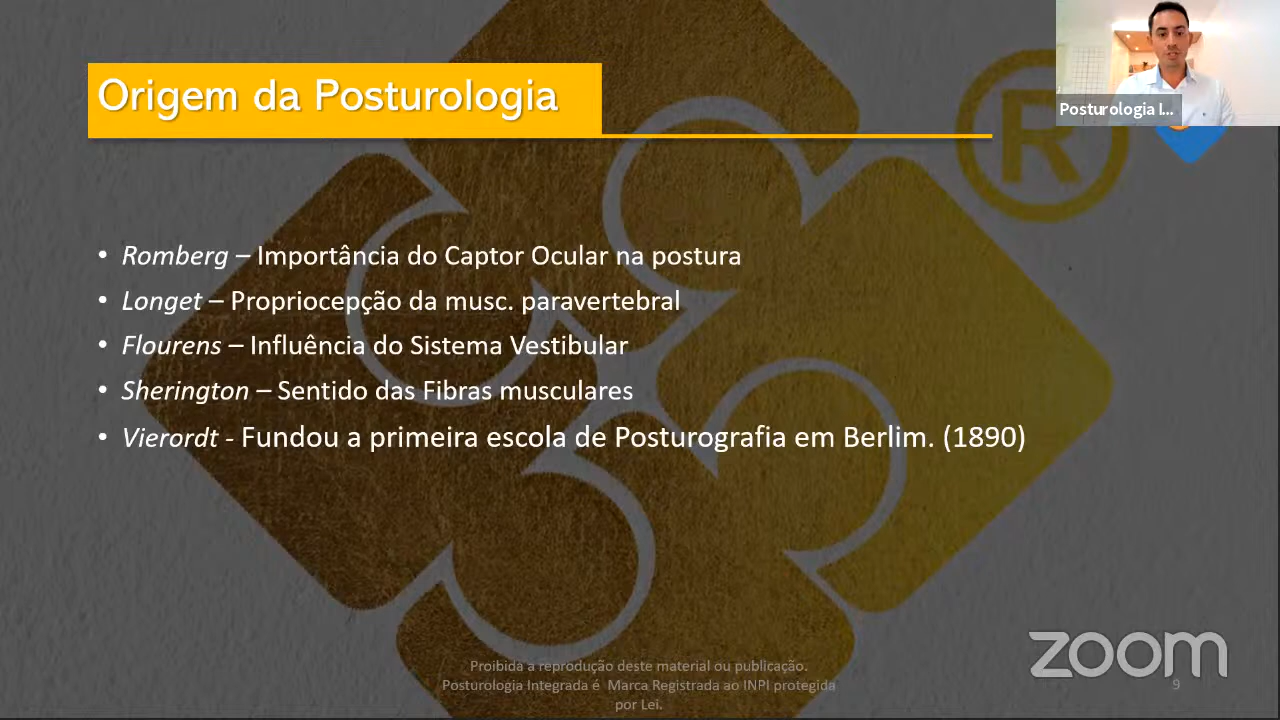 Origem da Posturologia
Posturologia I...
R
• Romberg – Importância do Captor Ocular na postura
• Longet – Propriocepção da musc. paravertebral
• Flourens – Influência do Sistema Vestibular
• Sherington – Sentido das Fibras musculares
• Vierordt - Fundou a primeira escola de Posturografia em Berlim. (1890)
zoom
Proibida a reprodução deste material ou publicação.
Posturologia Integrada é Marca Registrada ao INPI protegida
por Lei.
9